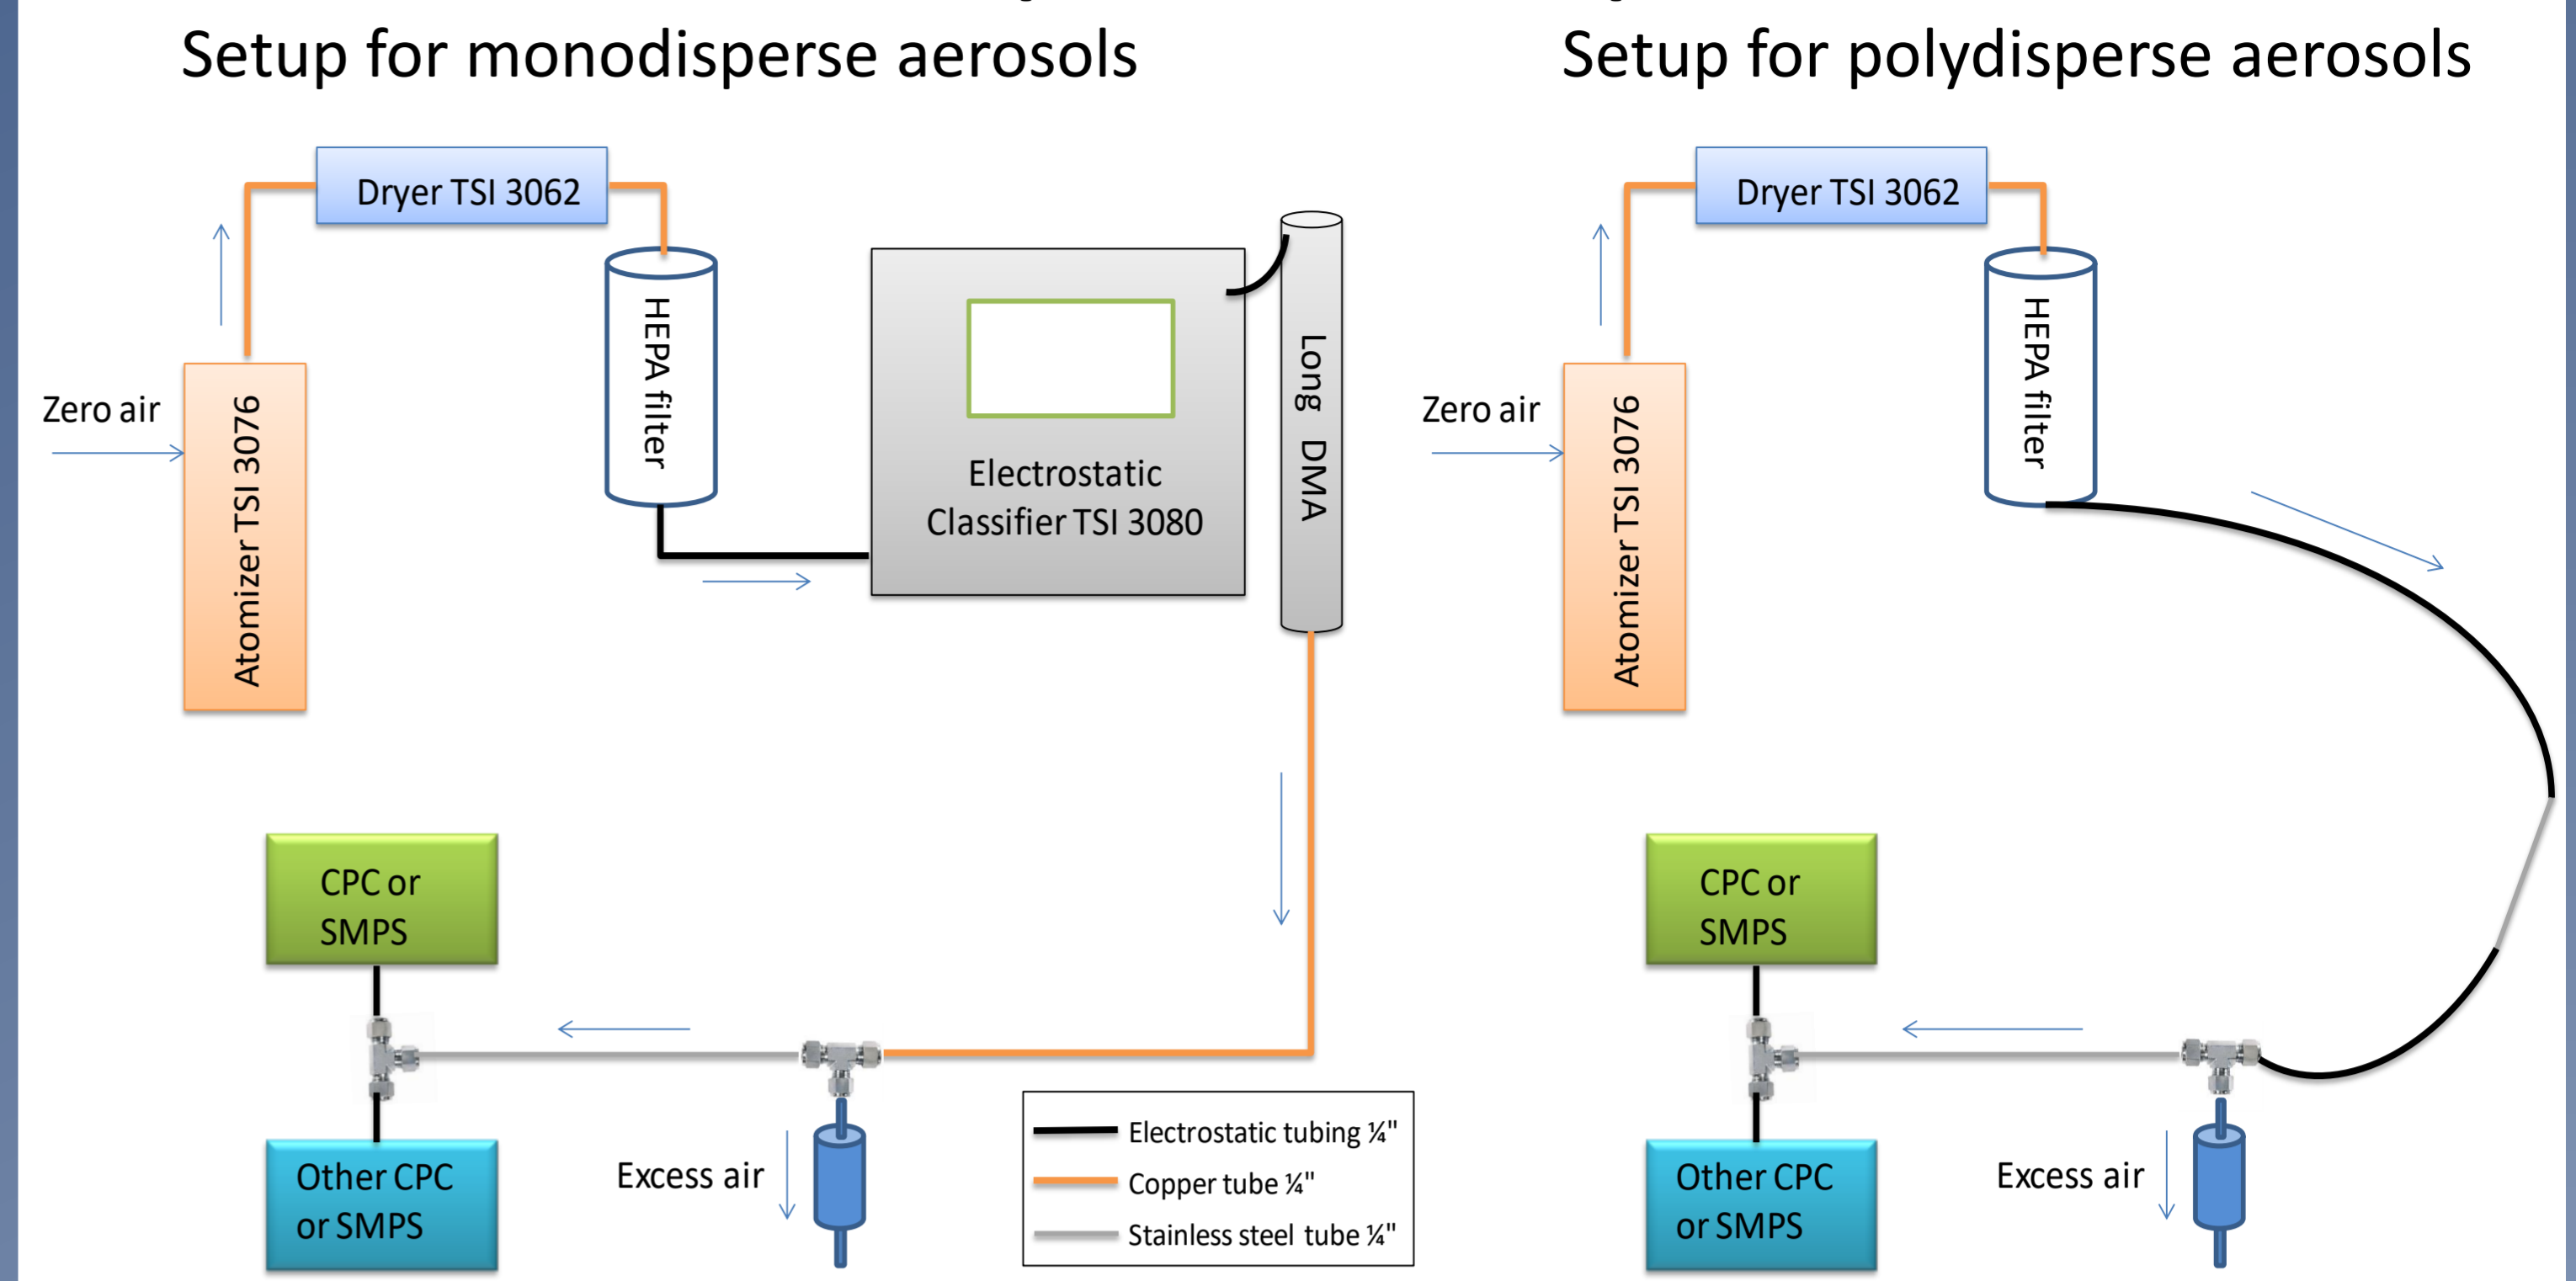 Setup for monodisperse aerosols
Dryer TSI 3062
HEPA filter
Zero air
Atomizer TSI 3076
Electrostatic
Classifier TSI 3080
Long DMA
CPC or
SMPS
Other CPC
or SMPS
Excess air
Electrostatic tubing ¼"
Copper tube ¼"
Stainless steel tube ¼"
Setup for polydisperse aerosols
Dryer TSI 3062
HEPA filter
Zero air
Atomizer TSI 3076
CPC or
SMPS
Other CPC
or SMPS
Excess air